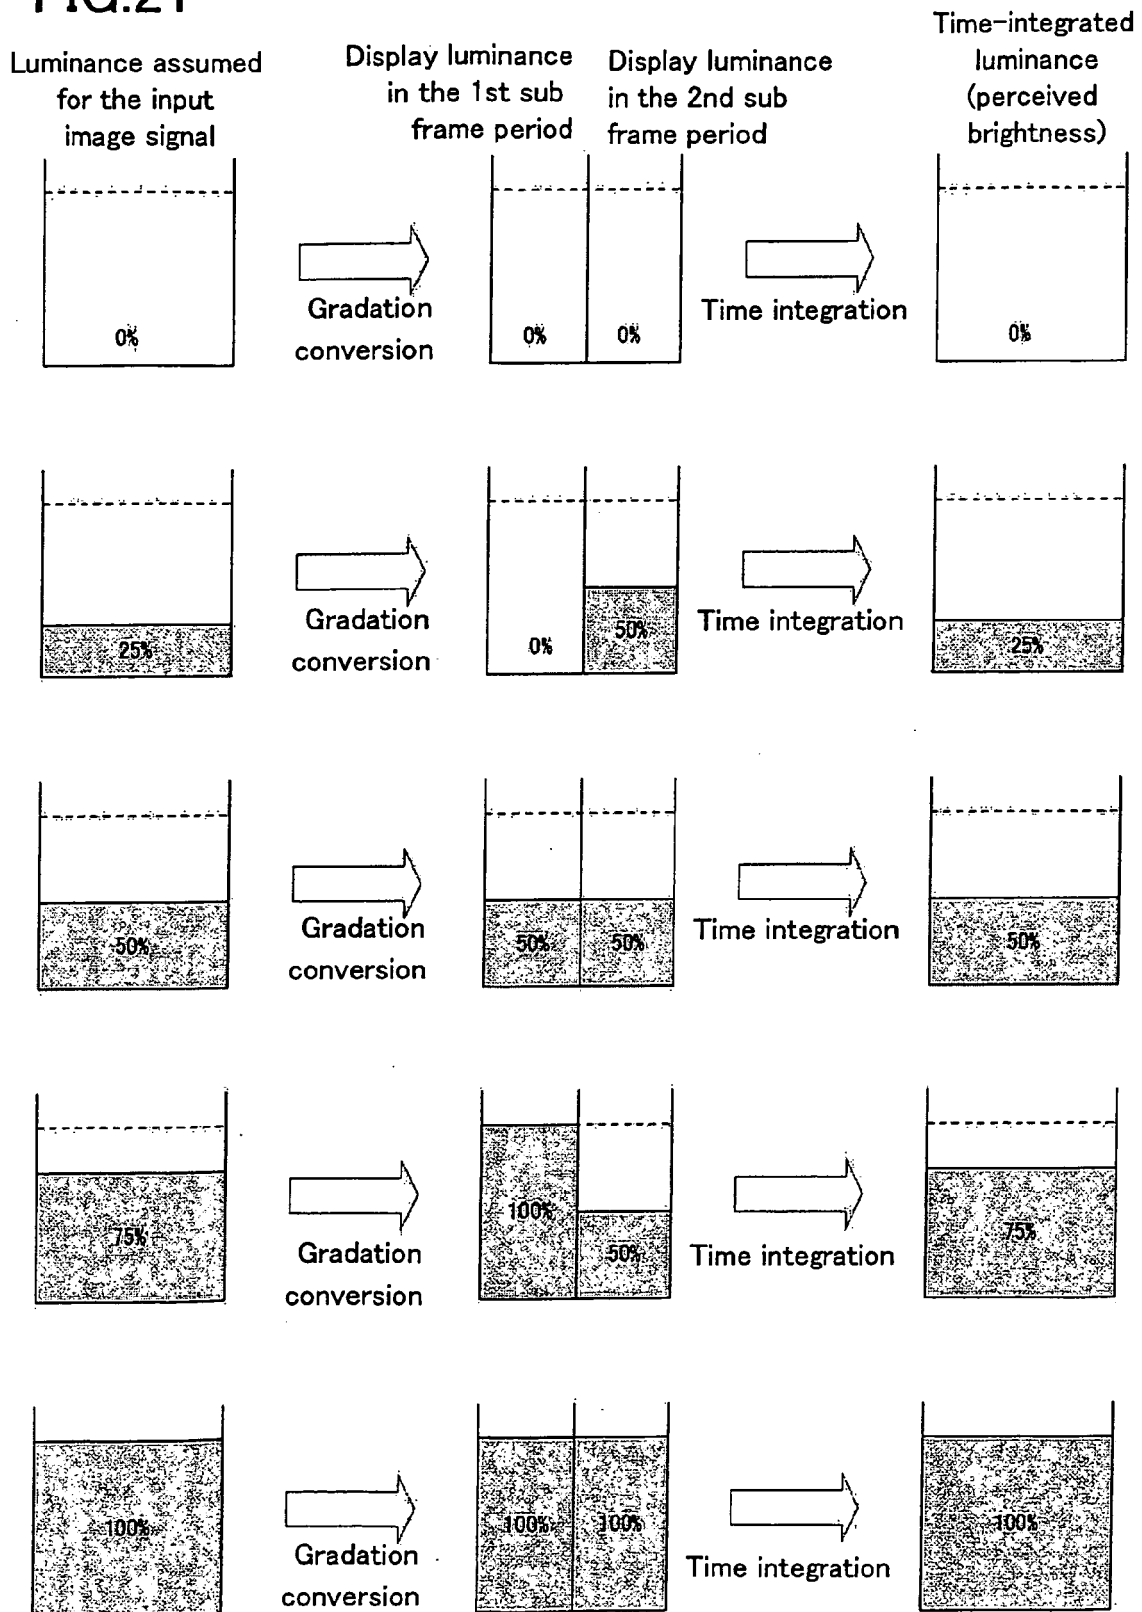 FIG.21
Luminance assumed
for the input
image signal
Display luminance
in the 1st sub
frame period
Display luminance
in the 2nd sub
frame period
Time-integrated
luminance
(perceived
brightness)
0%
Gradation
conversion
0%
0%
Time integration
0%
25%
Gradation
conversion
0%
50%
Time integration
25%
50%
Gradation
conversion
50%
50%
Time integration
50%
75%
Gradation
conversion
100%
50%
Time integration
75%
100%
Gradation
conversion
100%
100%
Time integration
100%